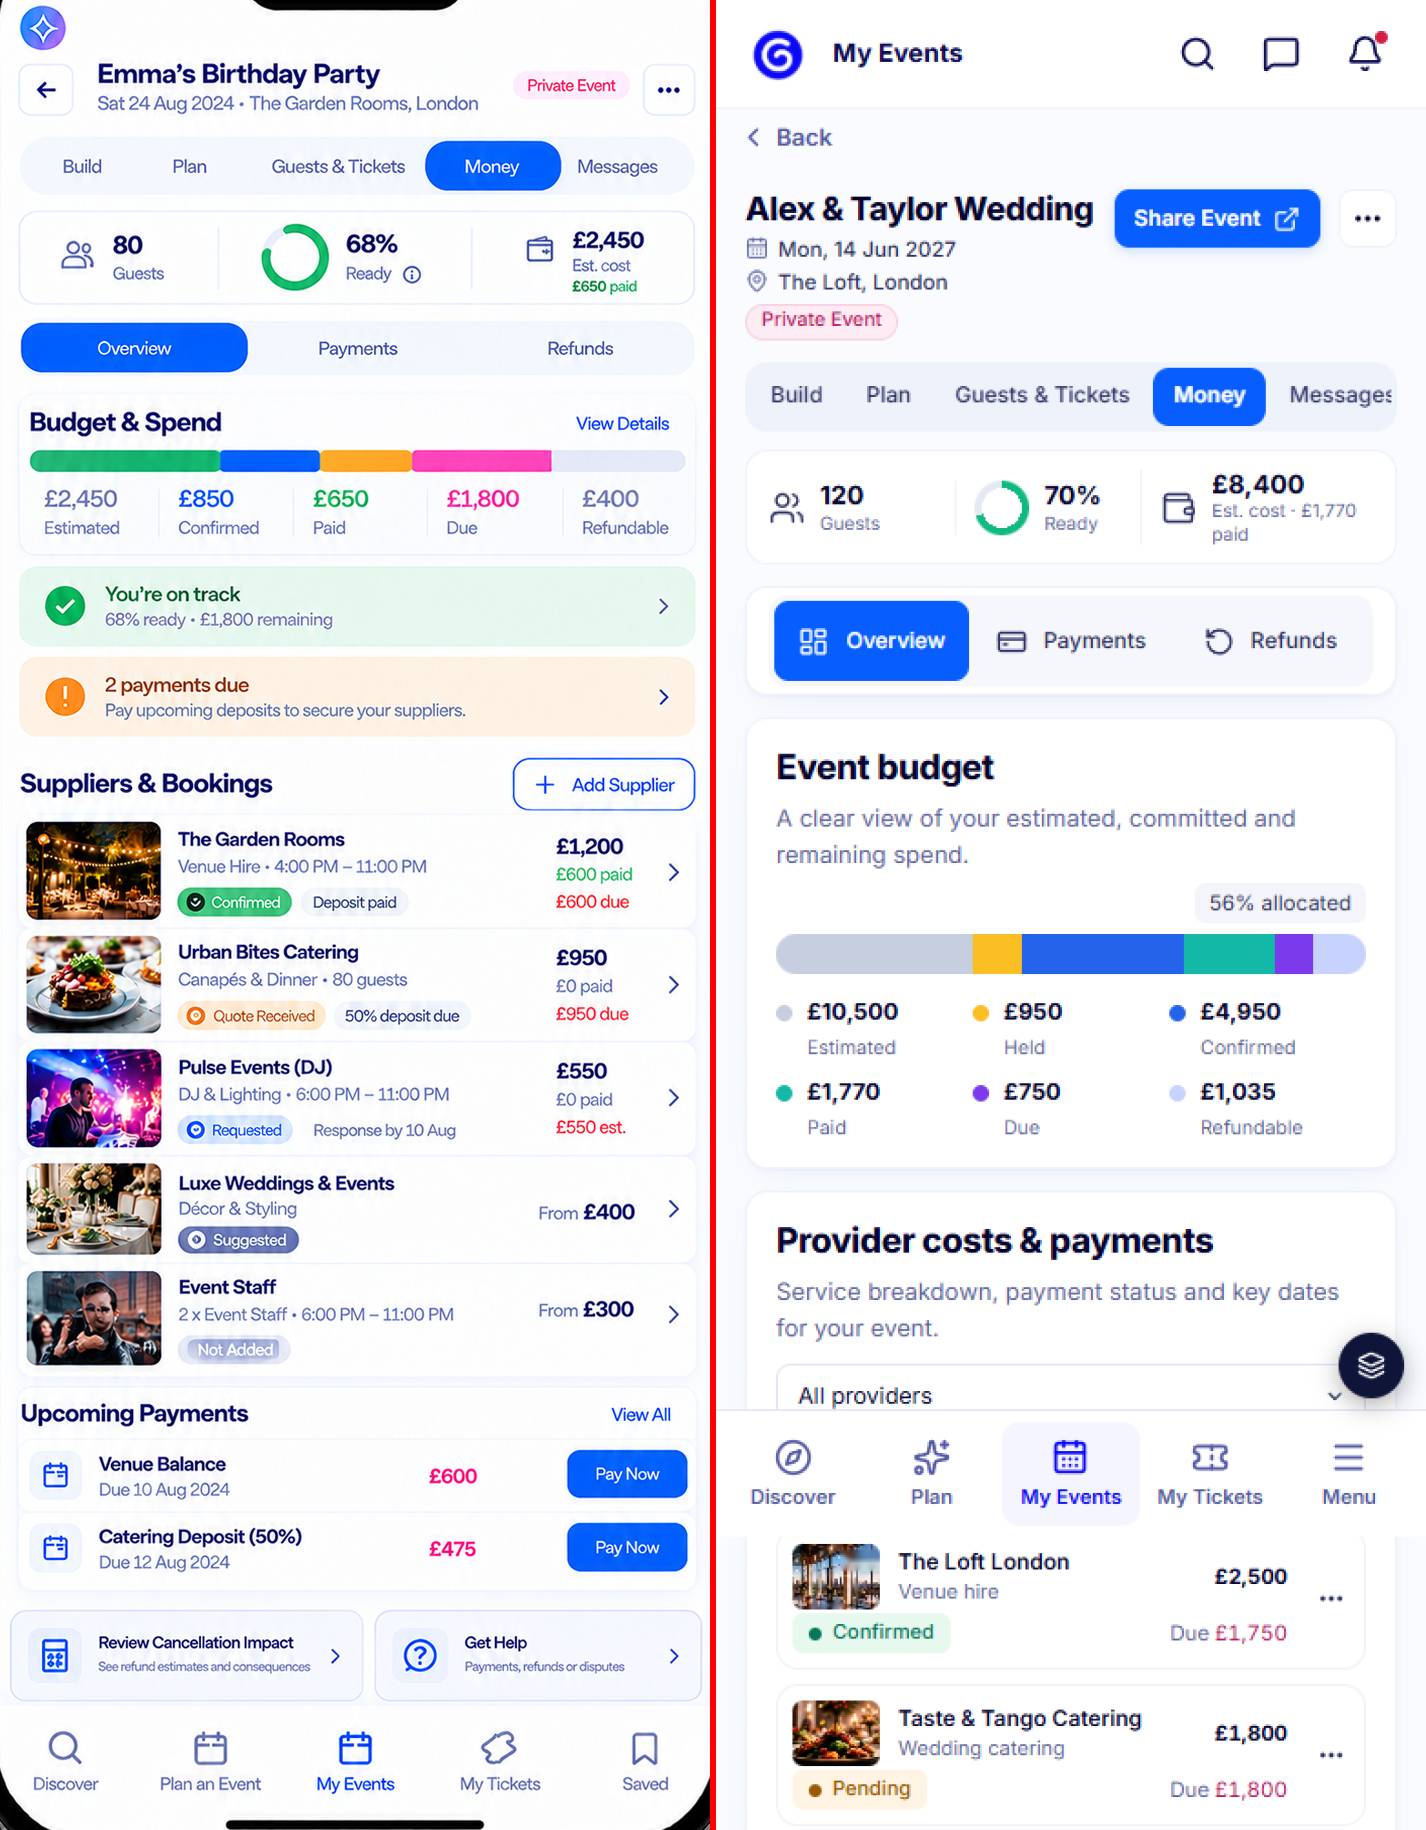 Emma’s Birthday Party
Sat 24 Aug 2024 • The Garden Rooms, London
Private Event
Build
Plan
Guests & Tickets
Money
Messages
80
Guests
68%
Ready
£2,450
Est. cost
£650 paid
Overview
Payments
Refunds
Budget & Spend
View Details
£2,450
Estimated
£850
Confirmed
£650
Paid
£1,800
Due
£400
Refundable
You’re on track
68% ready • £1,800 remaining
2 payments due
Pay upcoming deposits to secure your suppliers.
Suppliers & Bookings
Add Supplier
The Garden Rooms
Venue Hire • 4:00 PM – 11:00 PM
Confirmed
Deposit paid
£1,200
£600 paid
£600 due
Urban Bites Catering
Canapés & Dinner • 80 guests
Quote Received
50% deposit due
£950
£0 paid
£950 due
Pulse Events (DJ)
DJ & Lighting • 6:00 PM – 11:00 PM
Requested
Response by 10 Aug
£550
£0 paid
£550 est.
Luxe Weddings & Events
Décor & Styling
Suggested
From £400
Event Staff
2 x Event Staff • 6:00 PM – 11:00 PM
Not Added
From £300
Upcoming Payments
View All
Venue Balance
Due 10 Aug 2024
£600
Pay Now
Catering Deposit (50%)
Due 12 Aug 2024
£475
Pay Now
Review Cancellation Impact
See refund estimates and consequences
Get Help
Payments, refunds or disputes
Discover
Plan an Event
My Events
My Tickets
Saved
My Events
Back
Alex & Taylor Wedding
Share Event
Mon, 14 Jun 2027
The Loft, London
Private Event
Build
Plan
Guests & Tickets
Money
Messages
120
Guests
70%
Ready
£8,400
Est. cost · £1,770
paid
Overview
Payments
Refunds
Event budget
A clear view of your estimated, committed and
remaining spend.
56% allocated
£10,500
Estimated
£950
Held
£4,950
Confirmed
£1,770
Paid
£750
Due
£1,035
Refundable
Provider costs & payments
Service breakdown, payment status and key dates
for your event.
All providers
Discover
Plan
My Events
My Tickets
Menu
The Loft London
Venue hire
Confirmed
£2,500
Due £1,750
Taste & Tango Catering
Wedding catering
Pending
£1,800
Due £1,800